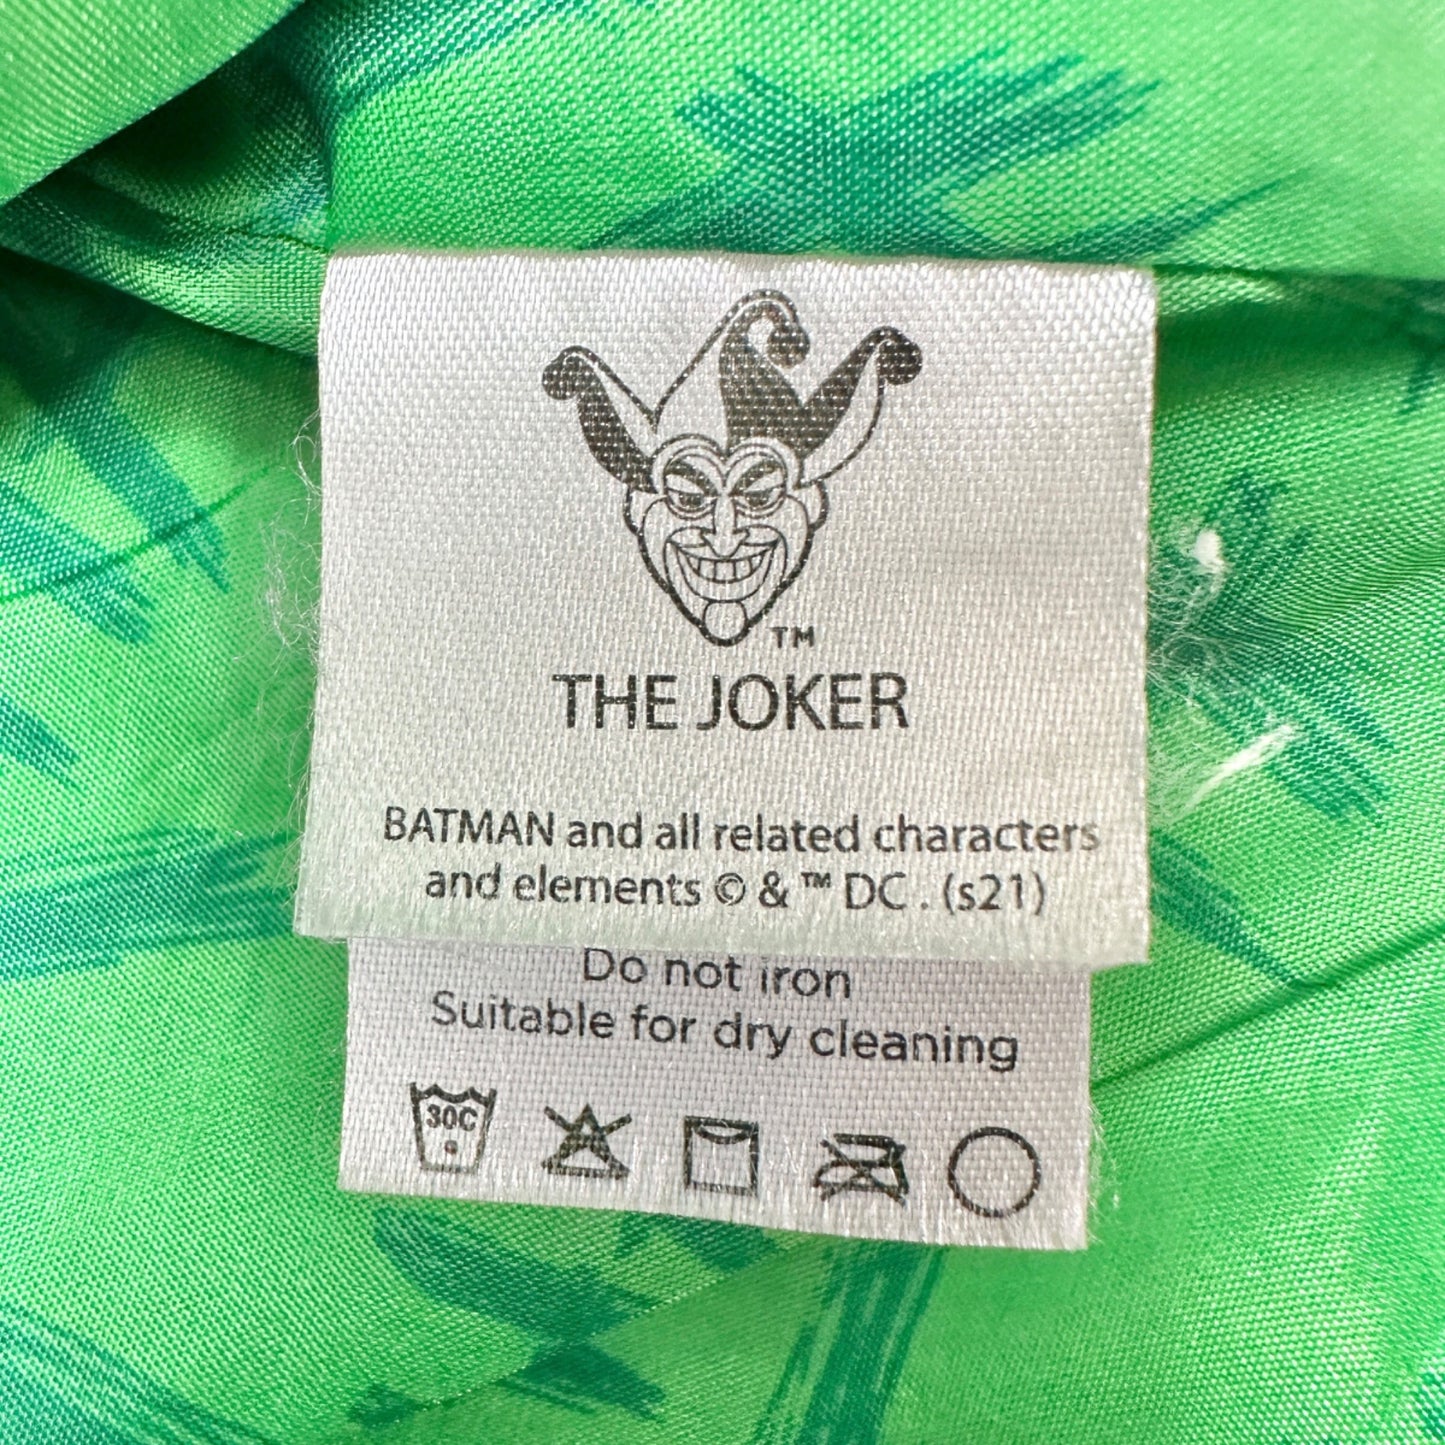 TM
THE JOKER
BATMAN and all related characters
and elements © & ™ DC . (s21)
Do not iron
Suitable for dry cleaning
30C